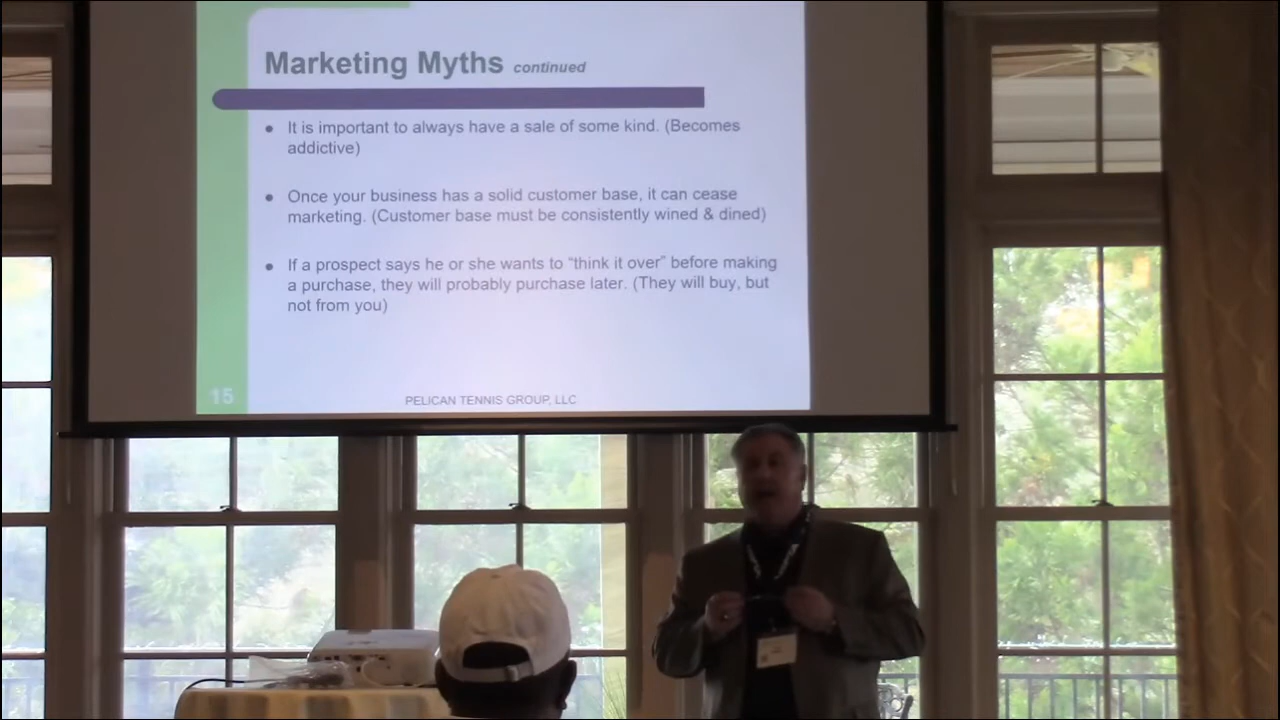 Marketing Myths continued
● It is important to always have a sale of some kind. (Becomes
addictive)
● Once your business has a solid customer base, it can cease
marketing. (Customer base must be consistently wined & dined)
● If a prospect says he or she wants to “think it over” before making
a purchase, they will probably purchase later. (They will buy, but
not from you)
15
PELICAN TENNIS GROUP, LLC